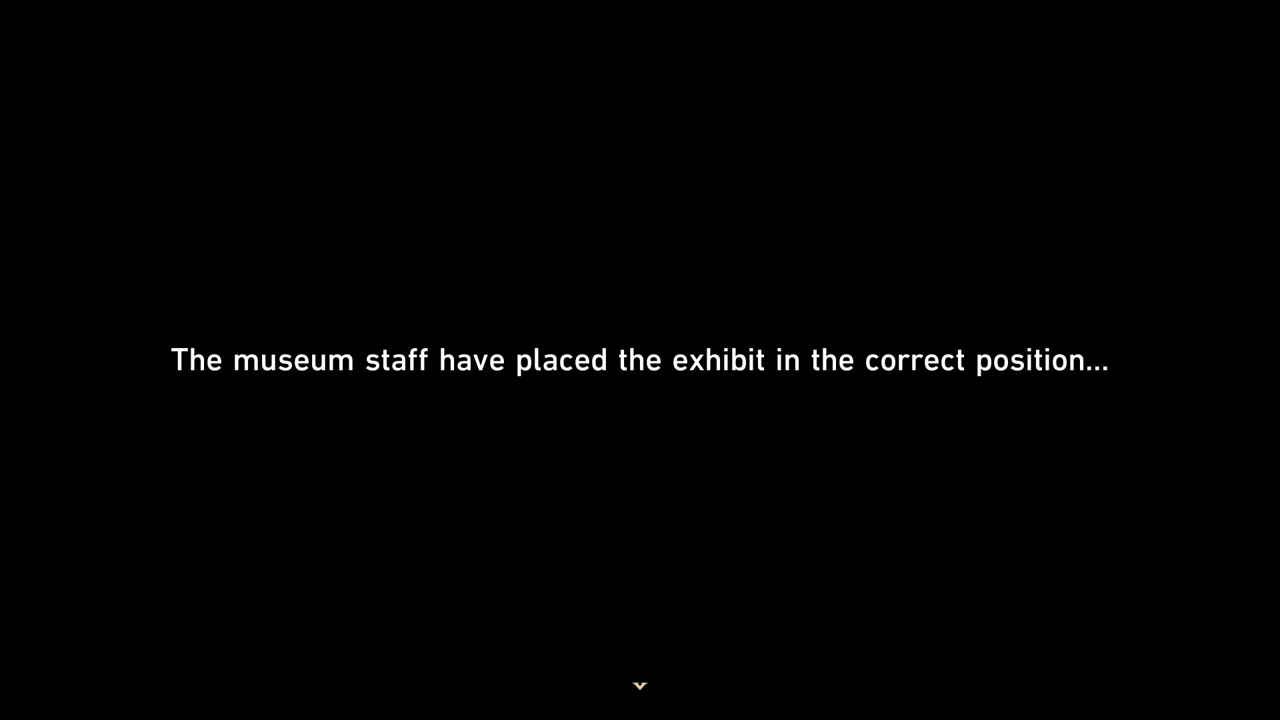 The museum staff have placed the exhibit in the correct position...